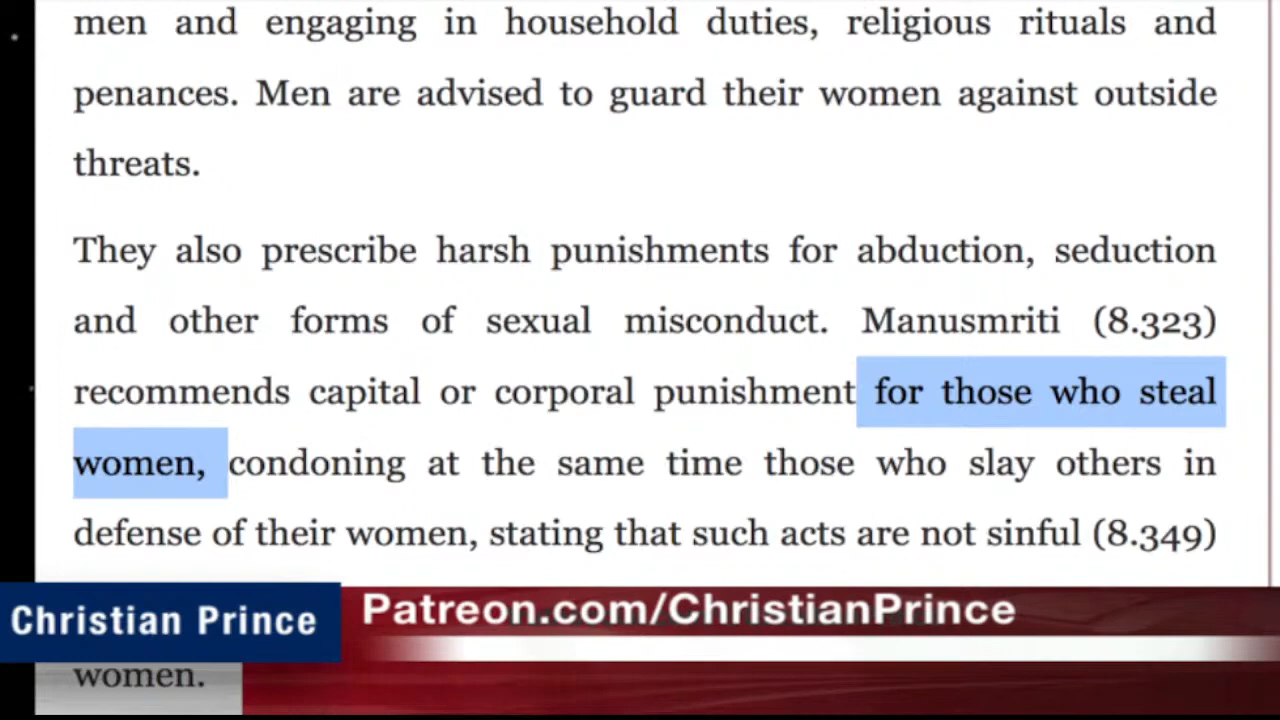 men and engaging in household duties, religious rituals and
penances. Men are advised to guard their women against outside
threats.
They also prescribe harsh punishments for abduction, seduction
and other forms of sexual misconduct. Manusmriti (8.323)
recommends capital or corporal punishment for those who steal
women, condoning at the same time those who slay others in
defense of their women, stating that such acts are not sinful (8.349)
Christian Prince
Patreon.com/ChristianPrince
women.